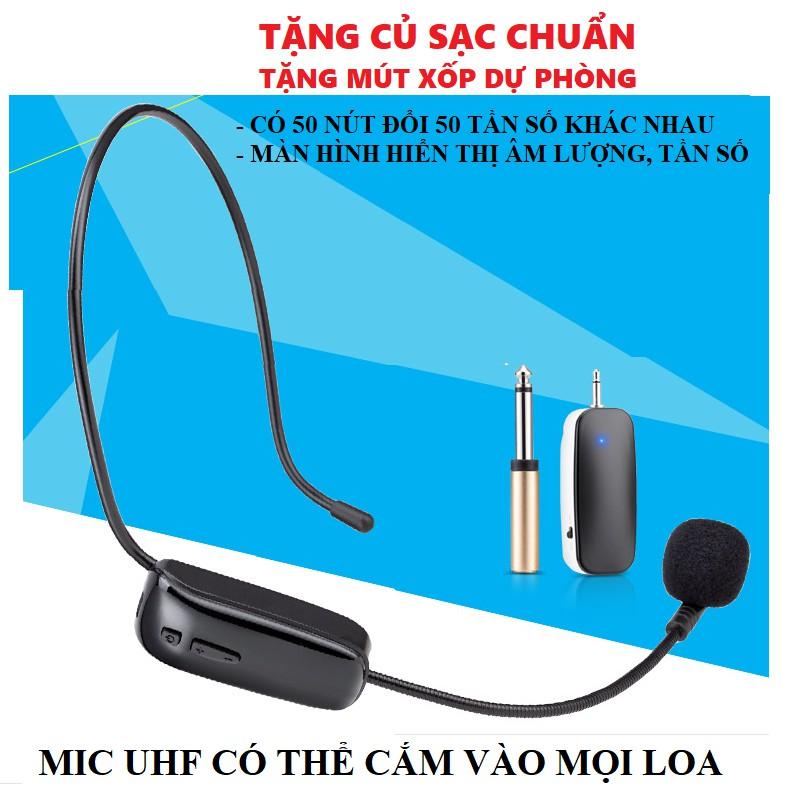 TẶNG CỦ SẠC CHUẨN
TẶNG MÚT XỐP DỰ PHÒNG
- CÓ 50 NÚT ĐỔI 50 TẦN SỐ KHÁC NHAU
- MÀN HÌNH HIỂN THỊ ÂM LƯỢNG, TẦN SỐ
MIC UHF CÓ THỂ CẮM VÀO MỌI LOA